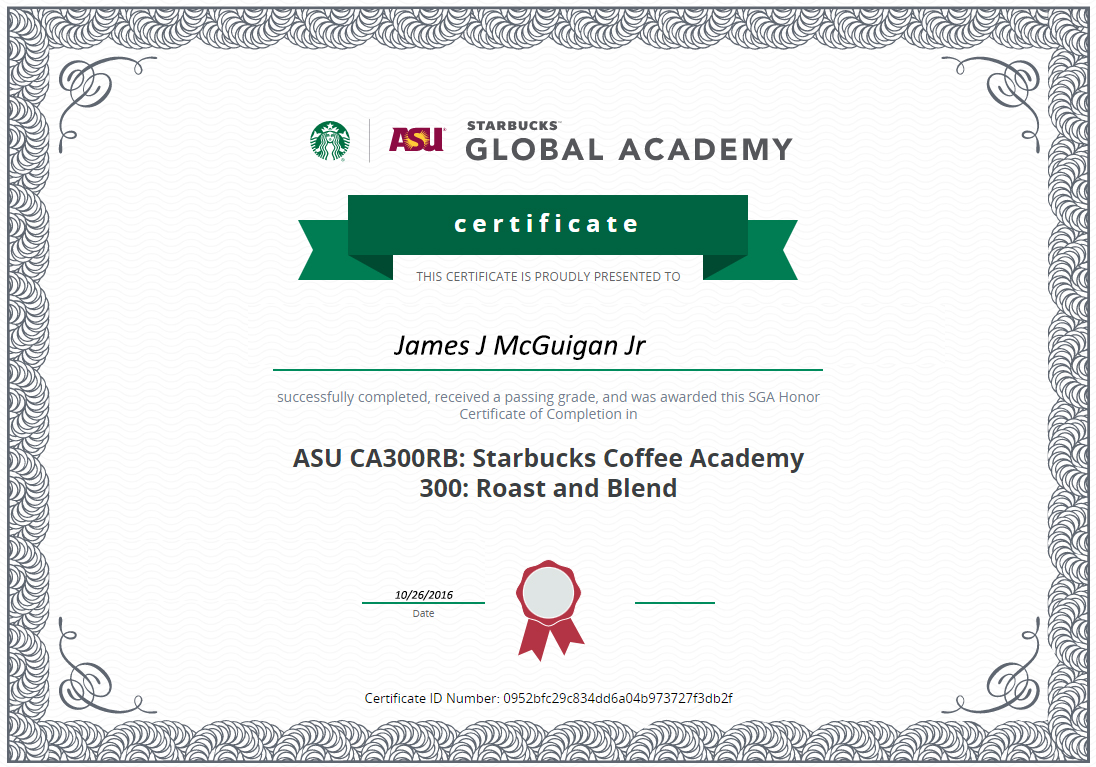 ASU
STARBUCKS™
GLOBAL ACADEMY
certificate
THIS CERTIFICATE IS PROUDLY PRESENTED TO
James J McGuigan Jr
successfully completed, received a passing grade, and was awarded this SGA Honor
Certificate of Completion in
ASU CA300RB: Starbucks Coffee Academy
300: Roast and Blend
10/26/2016
Date
Certificate ID Number: 0952bfc29c834dd6a04b973727f3db2f